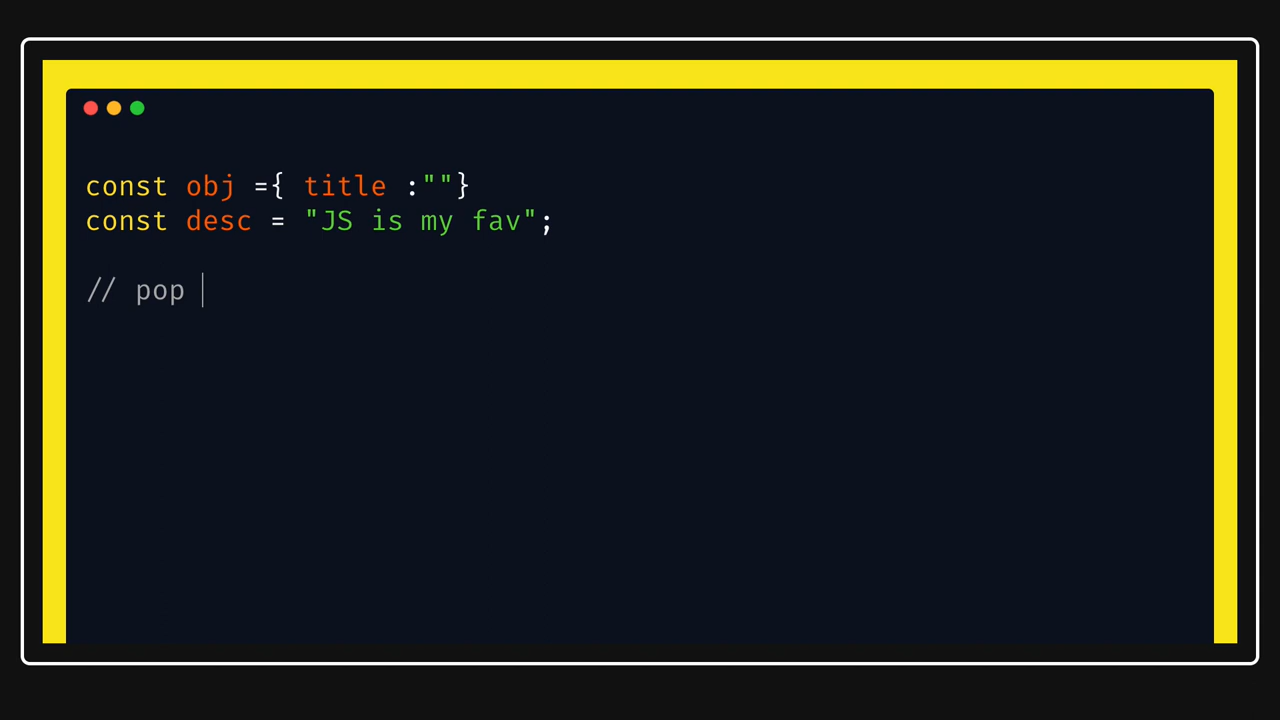 const obj ={ title :""}
const desc = "JS is my fav";
// pop